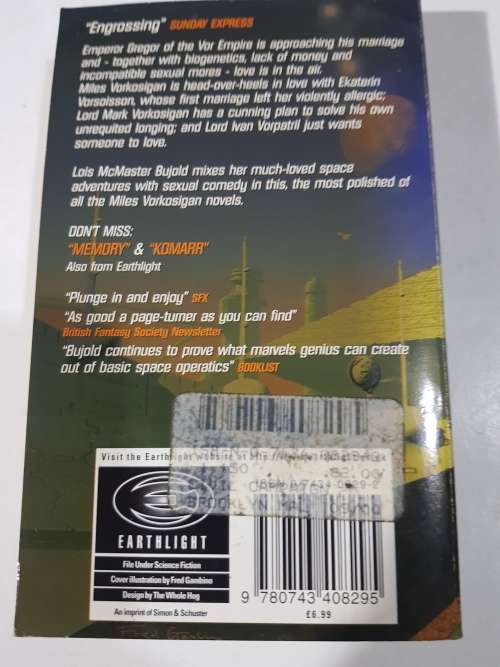 "Engrossing" SUNDAY EXPRESS
Emperor Gregor of the Vor Empire is approaching his marriage
and - together with biogenetics, lack of money and
incompatible sexual mores - love is in the air.
Miles Vorkosigan is head-over-heels in love with Ekaterin
Vorsoisson, whose first marriage left her violently allergic;
Lord Mark Vorkosigan has a cunning plan to solve his own
unrequited longing; and Lord Ivan Vorpatril just wants
someone to love.
Lois McMaster Bujold mixes her much-loved space
adventures with sexual comedy in this, the most polished of
all the Miles Vorkosigan novels.
DON'T MISS:
"MEMORY" & "KOMARR"
Also from Earthlight
"Plunge in and enjoy" SFX
"As good a page-turner as you can find"
British Fantasy Society Newsletter
"Bujold continues to prove what marvels genius can create
out of basic space operatics" BOOKLIST
Visit the Earthlight website at
EARTHLIGHT
File Under Science Fiction
Cover illustration by Fred Gambino
Design by The Whole Hog
An imprint of Simon & Schuster
9 780743 408295
£6.99